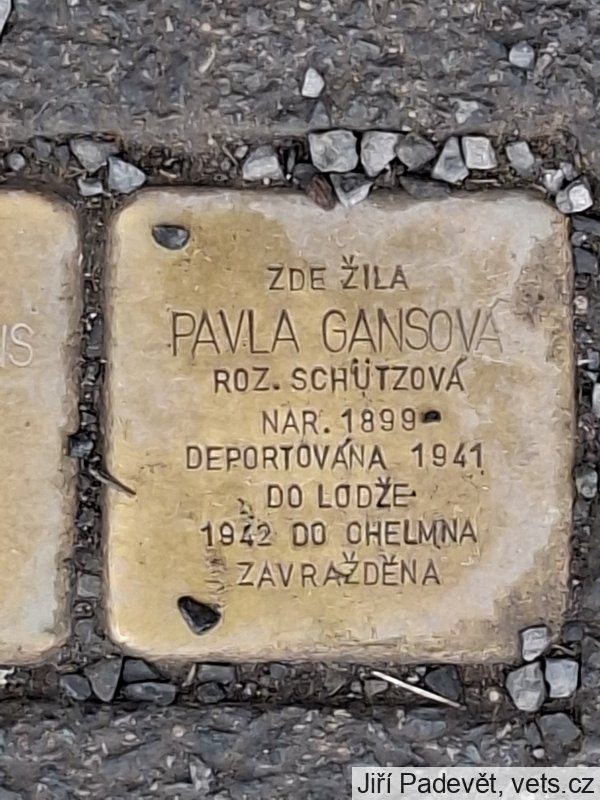 ZDE ŽILA
PAVLA GANSOVÁ
ROZ. SCHÜTZOVÁ
NAR. 1899
DEPORTOVÁNA 1941
DO LODŽE
1942 DO CHELMNA
ZAVRAŽDĚNA
IS
Jiří Padevět, vets.cz